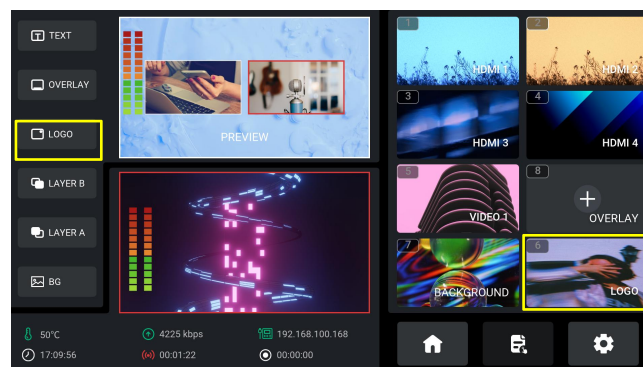 TEXT
OVERLAY
LOGO
LAYER B
LAYER A
BG
PREVIEW
1
HDMI 1
2
HDMI 2
3
HDMI 3
4
HDMI 4
5
VIDEO 1
8
OVERLAY
7
BACKGROUND
6
LOGO
50°C
4225 kbps
192.168.100.168
17:09:56
00:01:22
00:00:00